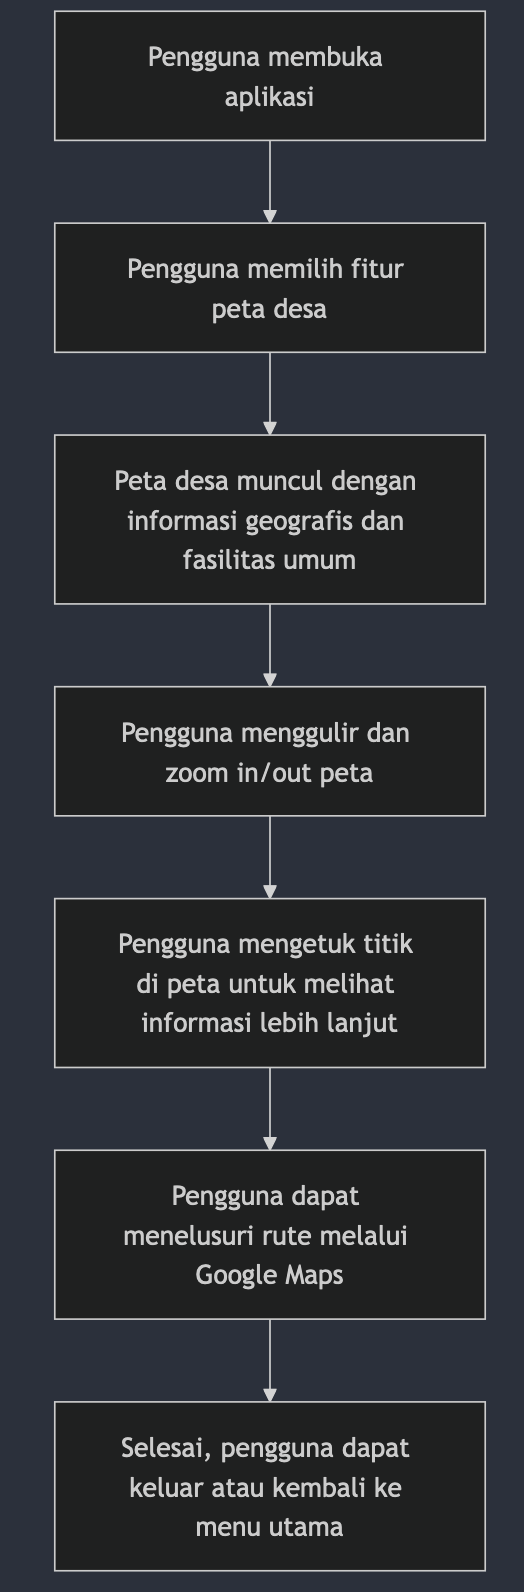 Pengguna membuka
aplikasi
Pengguna memilih fitur
peta desa
Peta desa muncul dengan
informasi geografis dan
fasilitas umum
Pengguna menggulir dan
zoom in/out peta
Pengguna mengetuk titik
di peta untuk melihat
informasi lebih lanjut
Pengguna dapat
menelusuri rute melalui
Google Maps
Selesai, pengguna dapat
keluar atau kembali ke
menu utama